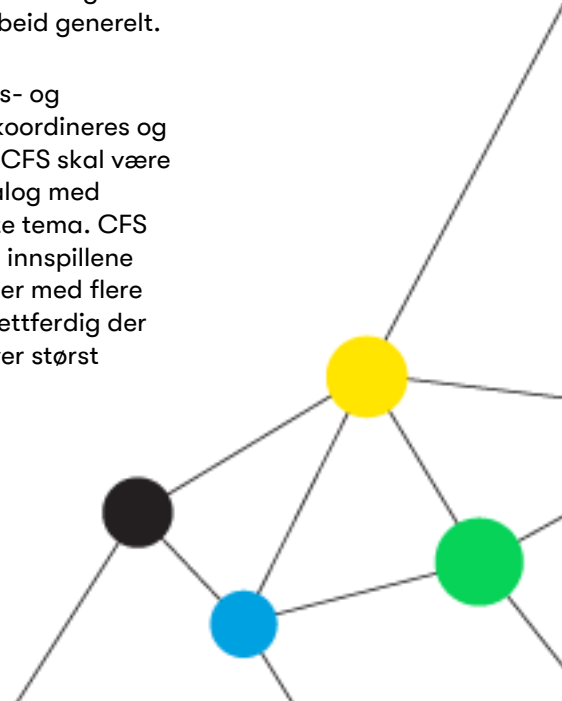 beid generelt.
s- og
koordineres og
CFS skal være
alog med
te tema. CFS
innspillene
er med flere
ettferdig der
er størst